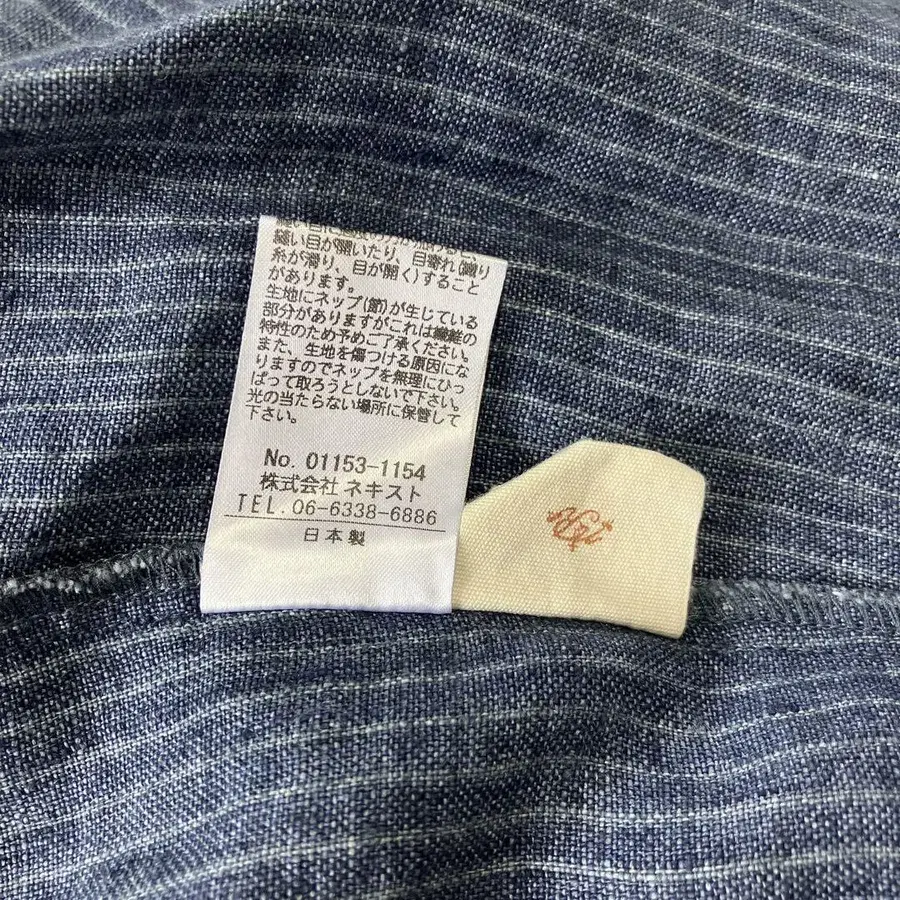 縫い目が開いたり、目寄れ(織り
糸が滑り、目が開く)すること
があります。
生地にネップ(節)が生じている
部分がありますがこれは繊維の
特性のため予めご了承ください。
また、生地を傷つける原因にな
りますのでネップを無理にひっ
ぱって取ろうとしないで下さい。
光の当たらない場所に保管して
下さい。
No. 01153-1154
株式会社 ネキスト
TEL. 06-6338-6886
日本製